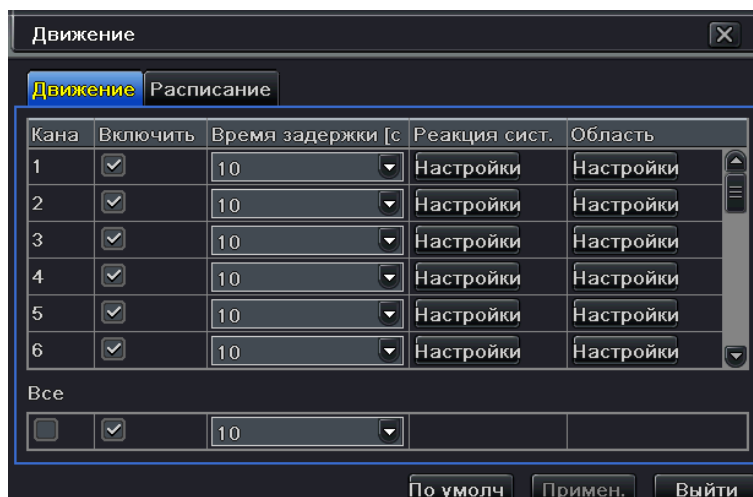 Движение
Движение Расписание
Кана Включить Время задержки [с Реакция сист. Область
1 10 Настройки Настройки
2 10 Настройки Настройки
3 10 Настройки Настройки
4 10 Настройки Настройки
5 10 Настройки Настройки
6 10 Настройки Настройки
Все
10
По умолч Примен. Выйти